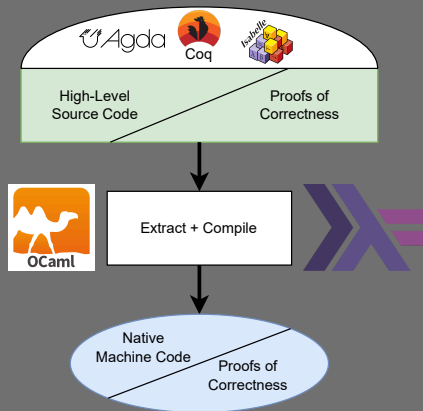 Agda
Coq
Isabelle
High-Level
Source Code
Proofs of
Correctness
Extract + Compile
OCaml
Native
Machine Code
Proofs of
Correctness